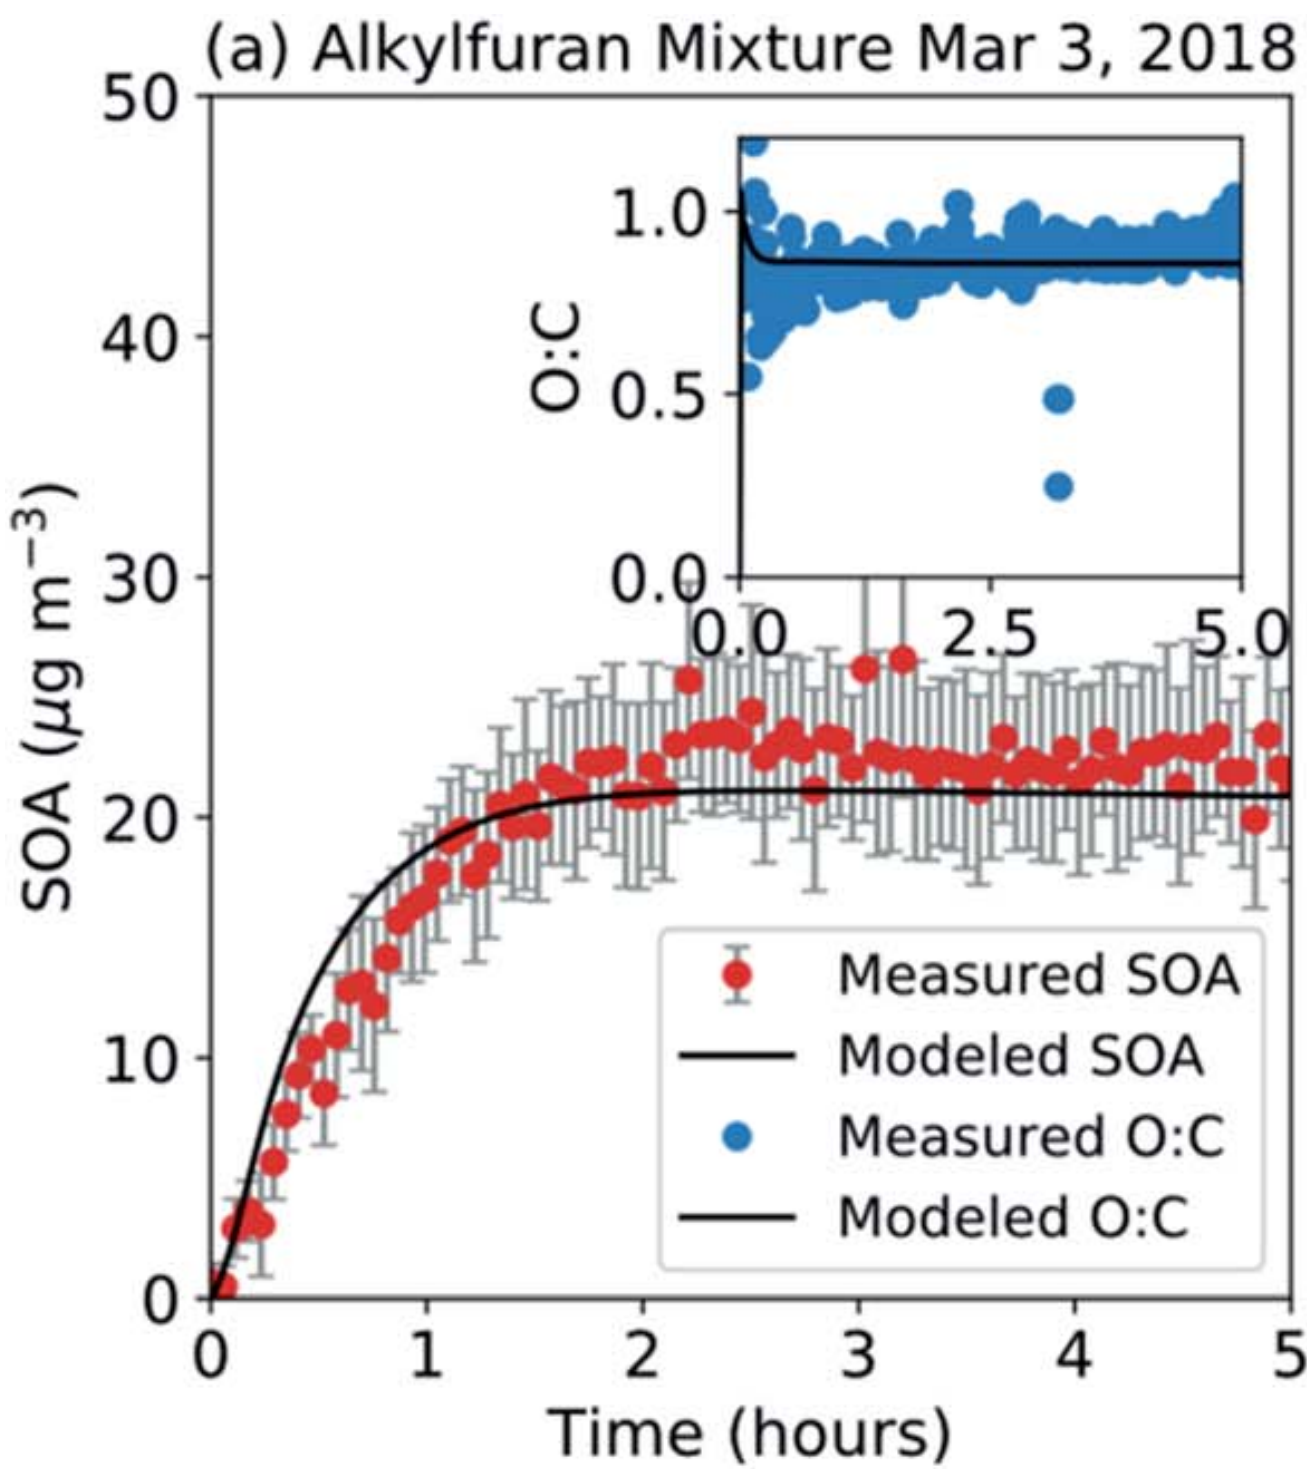 (a) Alkylfuran Mixture Mar 3, 2018
50
40
30
20
10
0
SOA (μg m⁻³)
1.0
0.5
0.0
O:C
0.0 2.5 5.0
Measured SOA
Modeled SOA
Measured O:C
Modeled O:C
0 1 2 3 4 5
Time (hours)